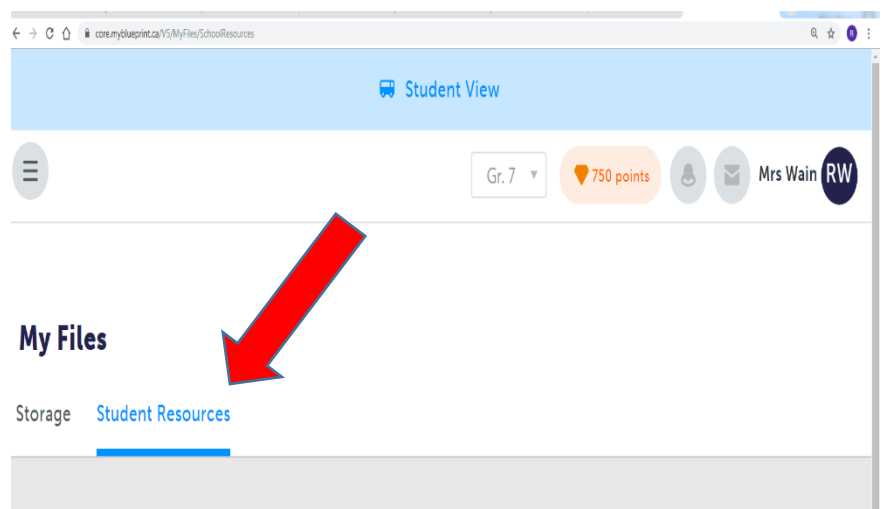 core.myblueprint.ca/V5/MyFiles/SchoolResources
R
Student View
Gr. 7
750 points
Mrs Wain
RW
My Files
Storage
Student Resources